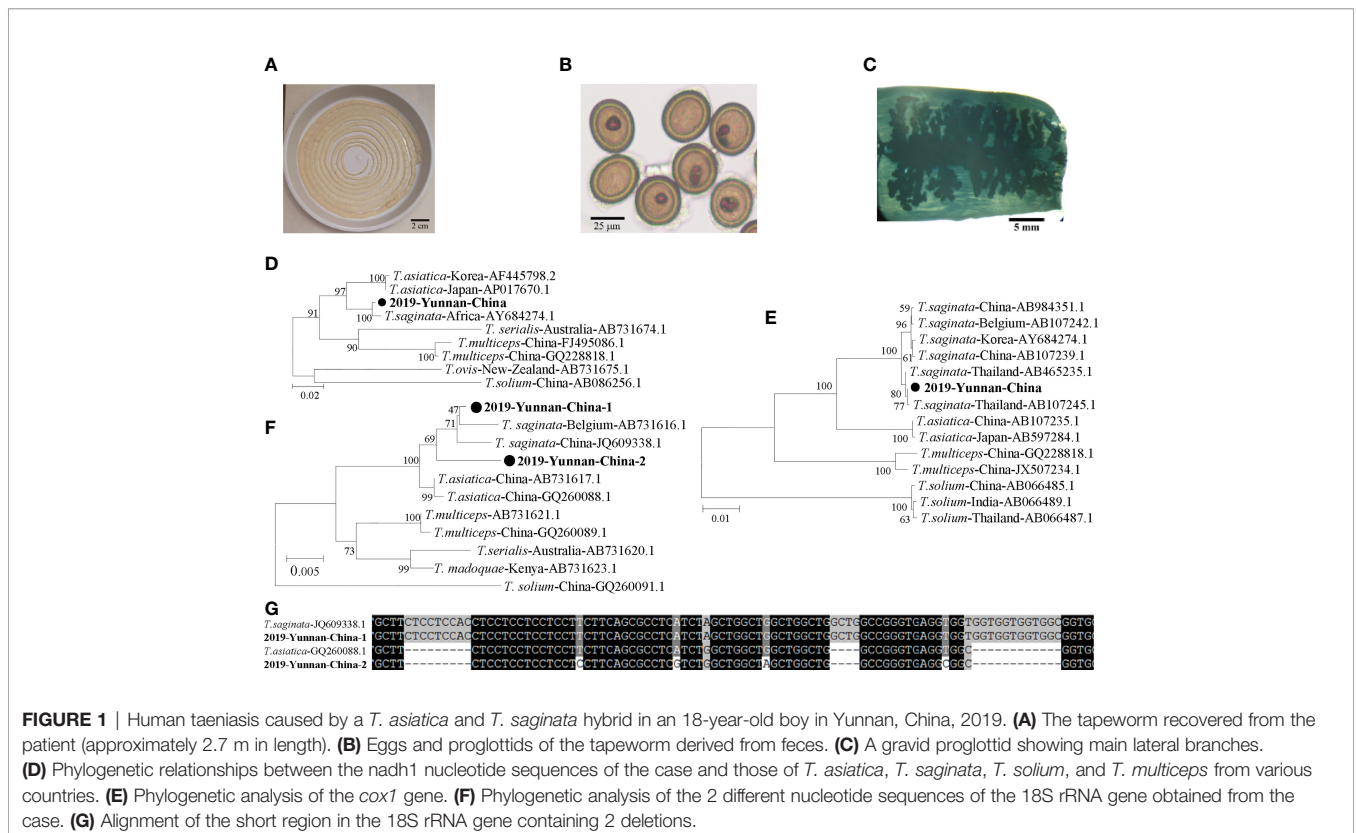 A
B
C
2 cm
25 µm
5 mm
D
100
T.asiatica-Korea-AF445798.2
97
T.asiatica-Japan-AP017670.1
2019-Yunnan-China
91
100
T.saginata-Africa-AY684274.1
T. serialis-Australia-AB731674.1
90
T.multiceps-China-FJ495086.1
100
T.multiceps-China-GQ228818.1
T.ovis-New-Zealand-AB731675.1
T.solium-China-AB086256.1
0.02
E
59
T.saginata-China-AB984351.1
96
T.saginata-Belgium-AB107242.1
100
T.saginata-Korea-AY684274.1
61
T.saginata-China-AB107239.1
100
T.saginata-Thailand-AB465235.1
80
2019-Yunnan-China
77
T.saginata-Thailand-AB107245.1
T.asiatica-China-AB107235.1
100
T.asiatica-Japan-AB597284.1
T.multiceps-China-GQ228818.1
100
T.multiceps-China-JX507234.1
T.solium-China-AB066485.1
100
T.solium-India-AB066489.1
63
T.solium-Thailand-AB066487.1
0.01
F
47
2019-Yunnan-China-1
71
T. saginata-Belgium-AB731616.1
69
T. saginata-China-JQ609338.1
2019-Yunnan-China-2
100
T.asiatica-China-AB731617.1
99
T.asiatica-China-GQ260088.1
T.multiceps-AB731621.1
100
T.multiceps-China-GQ260089.1
73
T.serialis-Australia-AB731620.1
99
T. madoquae-Kenya-AB731623.1
T. solium-China-GQ260091.1
0.005
G
T.saginata-JQ609338.1 TGCTTCTCCTCCACCTCCTCCTCCTCCTTCTTCAGCGCCTCATCTAGCTGGCTGGCTGGCTGGCTGGCCGGGTGAGGTGGTGGTGGTGGTGGCGGTGC
2019-Yunnan-China-1 TGCTTCTCCTCCACCTCCTCCTCCTCCTTCTTCAGCGCCTCATCTAGCTGGCTGGCTGGCTGGCTGGCCGGGTGAGGTGGTGGTGGTGGTGGCGGTGC
T.asiatica-GQ260088.1 TGCTT--------CTCCTCCTCCTCCTTCTTCAGCGCCTCATCTGGCTGGCTGGCTGGCTG----GCCGGGTGAGGTGGC-----------GGTGC
2019-Yunnan-China-2 TGCTT--------CTCCTCCTCCTCCTCCTTCAGCGCCTCGTCTGGCTGGCTAGCTGGCTG----GCCGGGTGAGGCGGC-----------GGTGC
FIGURE 1 | Human taeniasis caused by a T. asiatica and T. saginata hybrid in an 18-year-old boy in Yunnan, China, 2019. (A) The tapeworm recovered from the
patient (approximately 2.7 m in length). (B) Eggs and proglottids of the tapeworm derived from feces. (C) A gravid proglottid showing main lateral branches.
(D) Phylogenetic relationships between the nadh1 nucleotide sequences of the case and those of T. asiatica, T. saginata, T. solium, and T. multiceps from various
countries. (E) Phylogenetic analysis of the cox1 gene. (F) Phylogenetic analysis of the 2 different nucleotide sequences of the 18S rRNA gene obtained from the
case. (G) Alignment of the short region in the 18S rRNA gene containing 2 deletions.